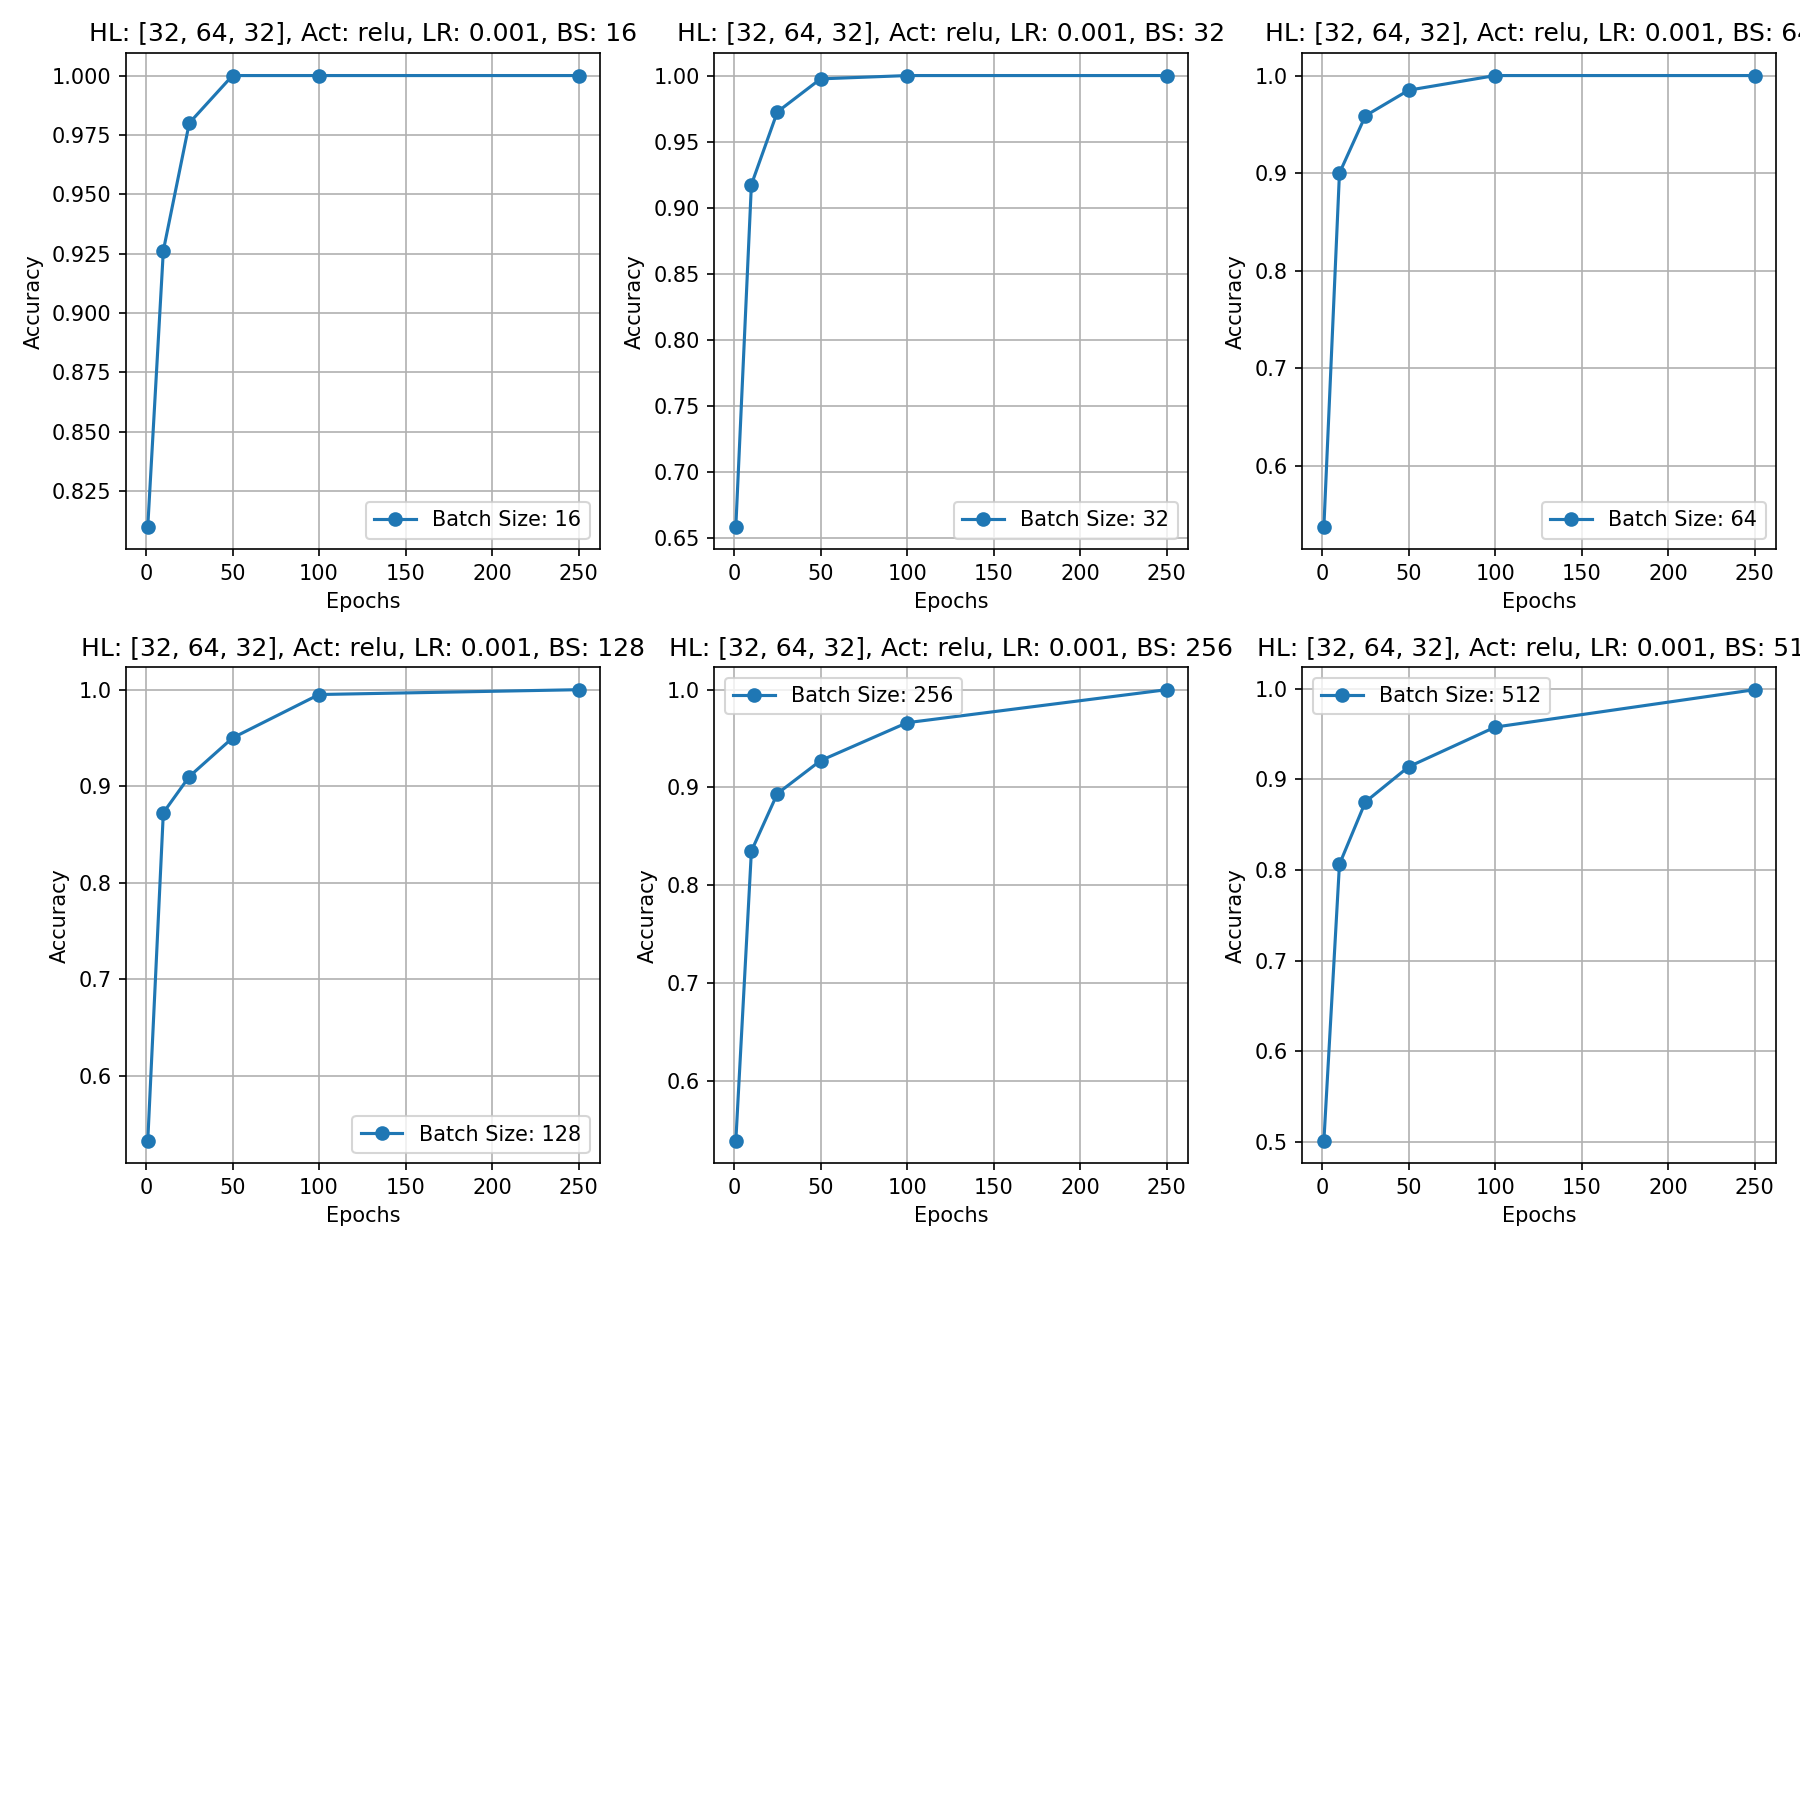 HL: [32, 64, 32], Act: relu, LR: 0.001, BS: 16
1.000
0.975
0.950
0.925
0.900
0.875
0.850
0.825
Accuracy
Batch Size: 16
0 50 100 150 200 250
Epochs
HL: [32, 64, 32], Act: relu, LR: 0.001, BS: 32
1.00
0.95
0.90
0.85
0.80
0.75
0.70
0.65
Accuracy
Batch Size: 32
0 50 100 150 200 250
Epochs
HL: [32, 64, 32], Act: relu, LR: 0.001, BS: 64
1.0
0.9
0.8
0.7
0.6
Accuracy
Batch Size: 64
0 50 100 150 200 250
Epochs
HL: [32, 64, 32], Act: relu, LR: 0.001, BS: 128
1.0
0.9
0.8
0.7
0.6
Accuracy
Batch Size: 128
0 50 100 150 200 250
Epochs
HL: [32, 64, 32], Act: relu, LR: 0.001, BS: 256
Batch Size: 256
1.0
0.9
0.8
0.7
0.6
Accuracy
0 50 100 150 200 250
Epochs
HL: [32, 64, 32], Act: relu, LR: 0.001, BS: 51
Batch Size: 512
1.0
0.9
0.8
0.7
0.6
0.5
Accuracy
0 50 100 150 200 250
Epochs